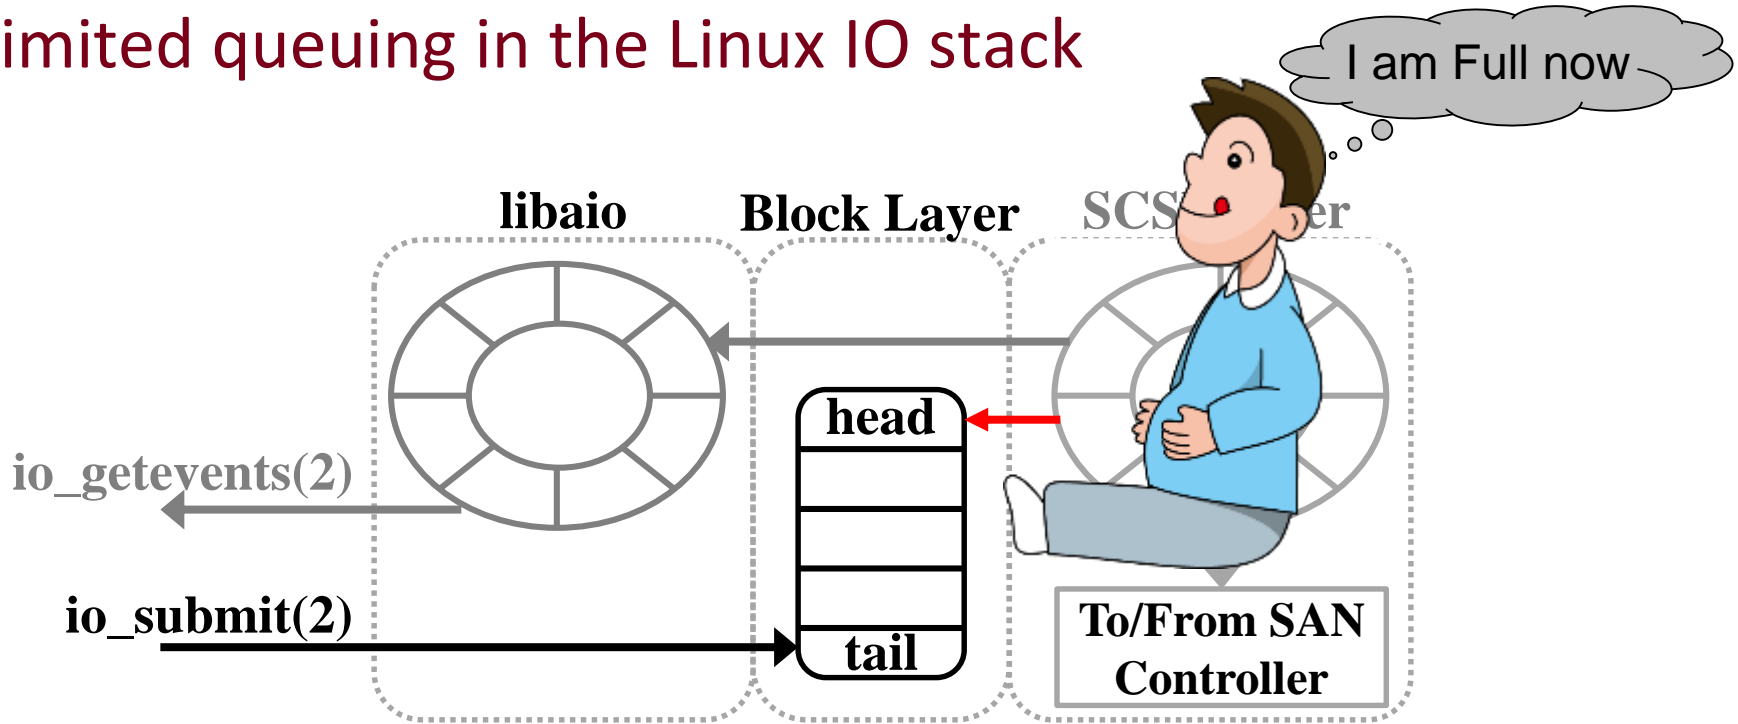 imited queuing in the Linux IO stack
I am Full now
libaio
Block Layer
SCS er
head
io_getevents(2)
io_submit(2)
tail
To/From SAN
Controller